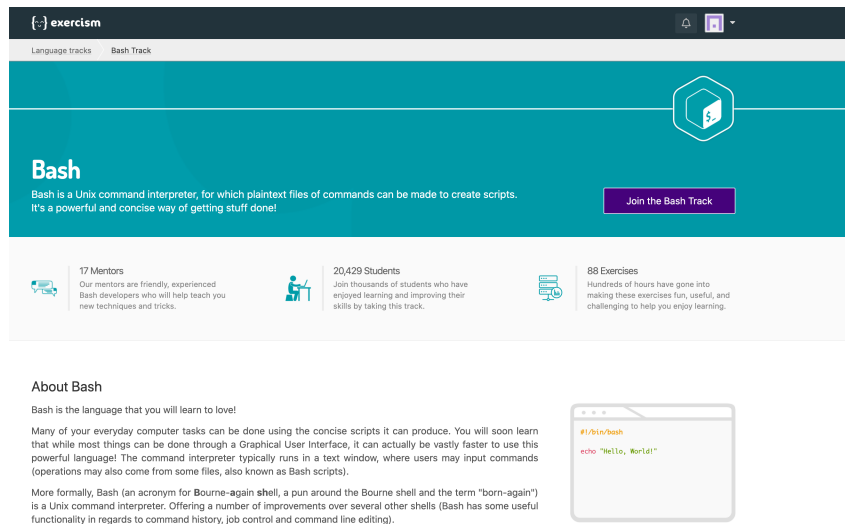 exercism
Language tracks
Bash Track
$_
Bash
Bash is a Unix command interpreter, for which plaintext files of commands can be made to create scripts.
It's a powerful and concise way of getting stuff done!
Join the Bash Track
17 Mentors
Our mentors are friendly, experienced
Bash developers who will help teach you
new techniques and tricks.
20,429 Students
Join thousands of students who have
enjoyed learning and improving their
skills by taking this track.
88 Exercises
Hundreds of hours have gone into
making these exercises fun, useful, and
challenging to help you enjoy learning.
About Bash
Bash is the language that you will learn to love!
Many of your everyday computer tasks can be done using the concise scripts it can produce. You will soon learn
that while most things can be done through a Graphical User Interface, it can actually be vastly faster to use this
powerful language! The command interpreter typically runs in a text window, where users may input commands
(operations may also come from some files, also known as Bash scripts).
More formally, Bash (an acronym for Bourne-again shell, a pun around the Bourne shell and the term "born-again")
is a Unix command interpreter. Offering a number of improvements over several other shells (Bash has some useful
functionality in regards to command history, job control and command line editing).
#!/bin/bash
echo "Hello, World!"